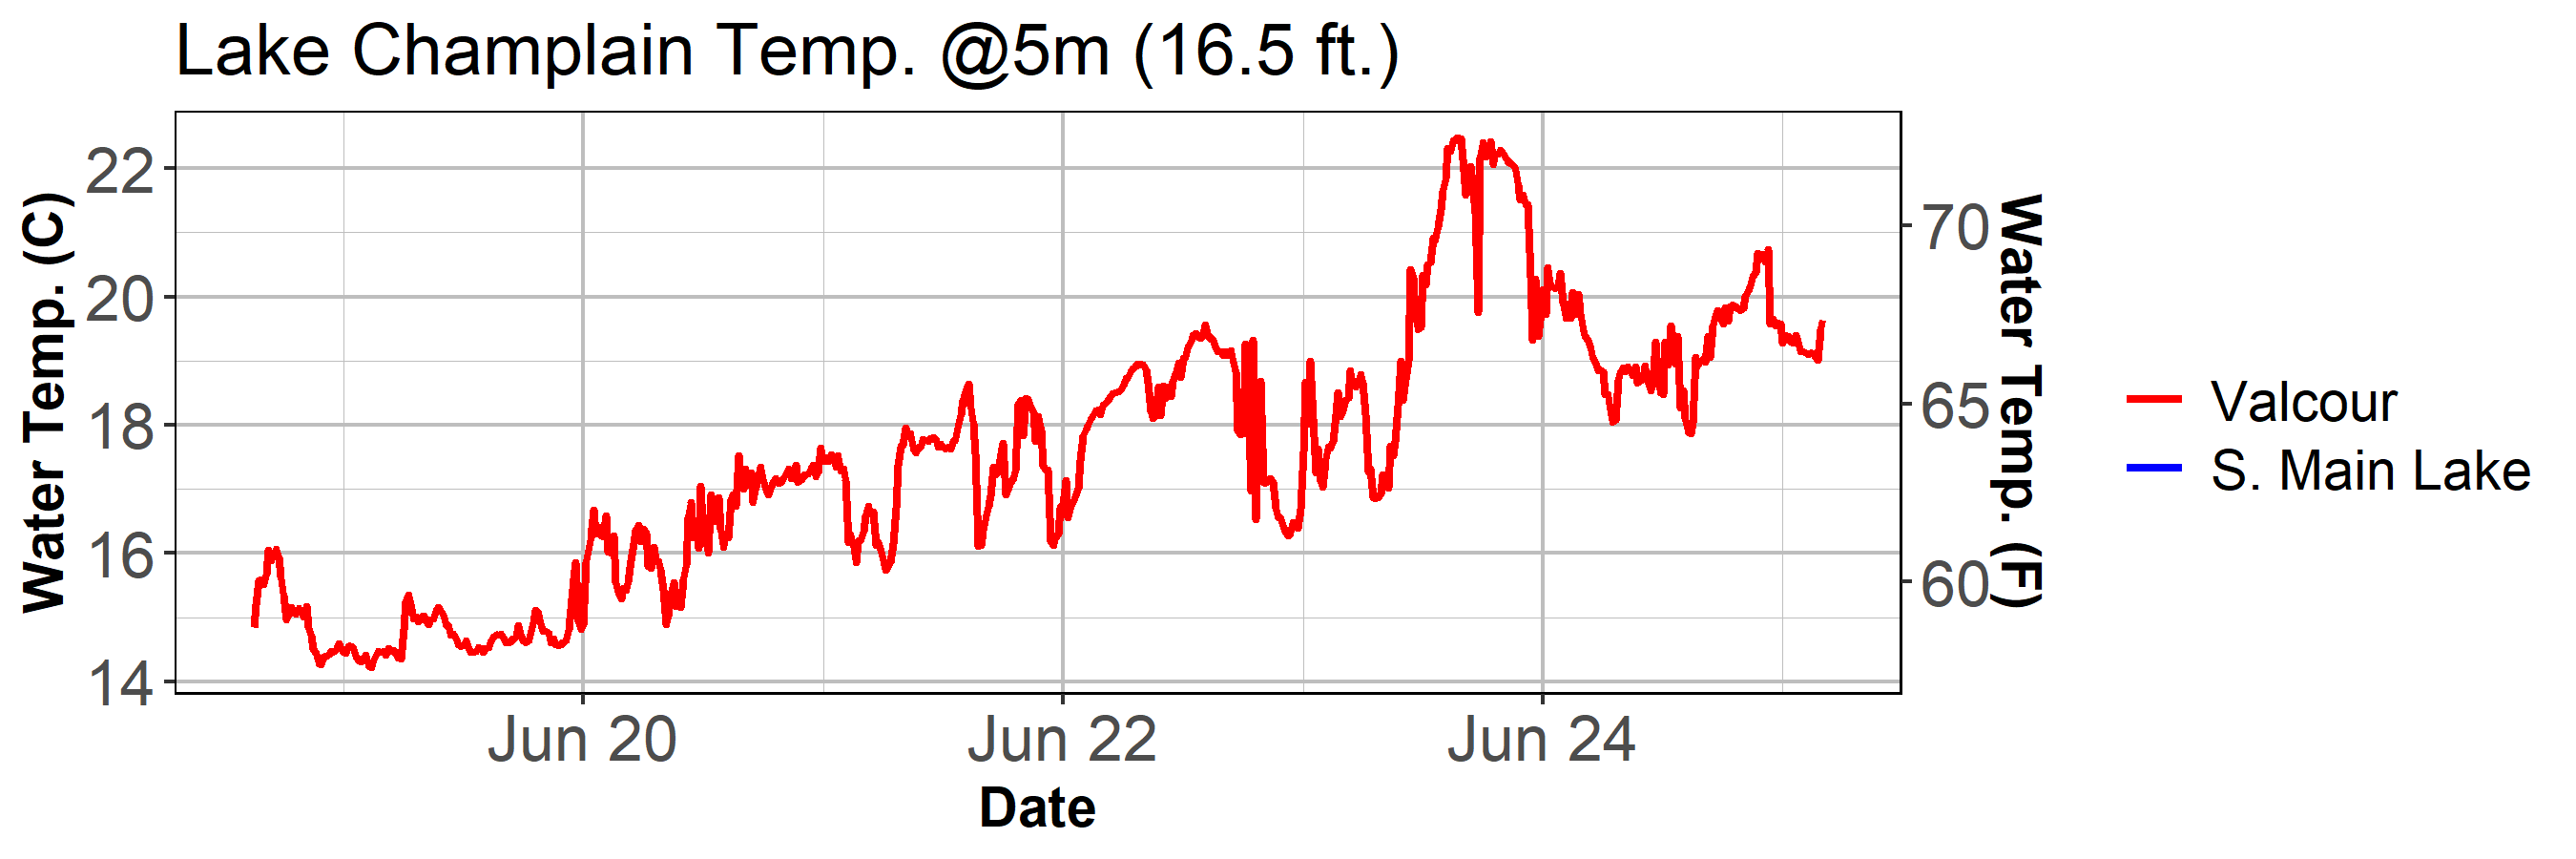 Lake Champlain Temp. @5m (16.5 ft.)
Water Temp. (C)
22
20
18
16
14
70
65
60
Water Temp. (F)
Jun 20
Jun 22
Jun 24
Date
Valcour
S. Main Lake